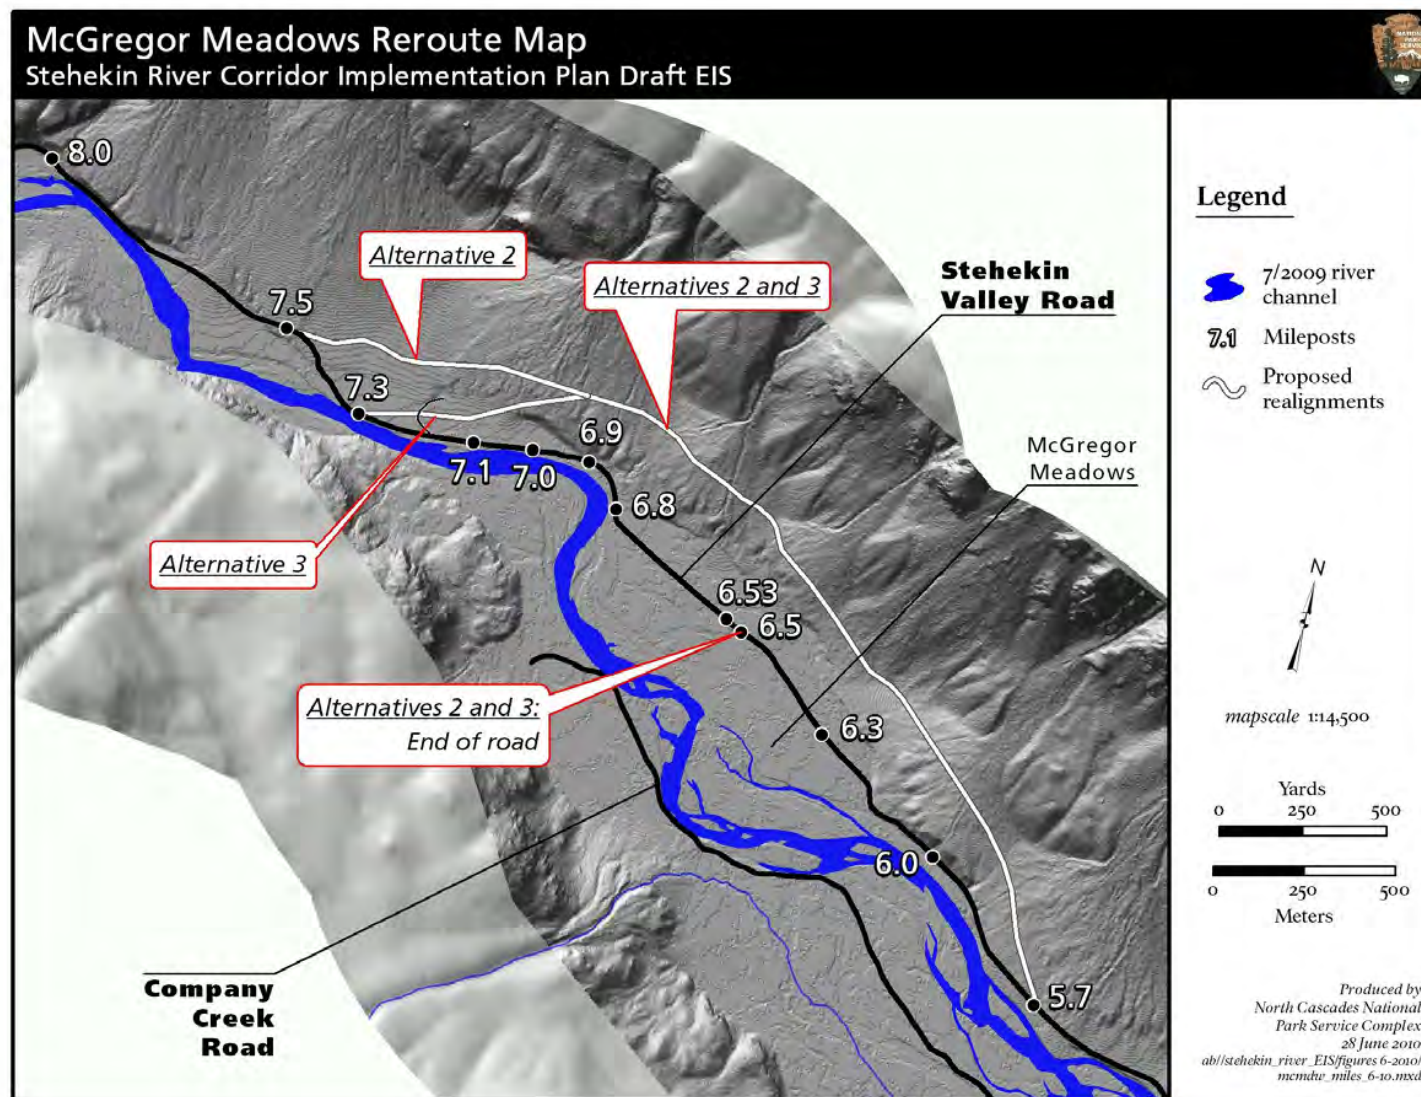 McGregor Meadows Reroute Map
Stehekin River Corridor Implementation Plan Draft EIS
NATIONAL
PARK
SERVICE
8.0
Alternative 2
Alternatives 2 and 3
Stehekin
Valley Road
7.5
7.3
7.1
7.0
6.9
6.8
McGregor
Meadows
Alternative 3
6.53
6.5
Alternatives 2 and 3:
End of road
6.3
6.0
5.7
Company
Creek
Road
Legend
7/2009 river
channel
7.1
Mileposts
Proposed
realignments
N
mapscale 1:14,500
Yards
0 250 500
0 250 500
Meters
Produced by
North Cascades National
Park Service Complex
28 June 2010
ab//stehekin_river_EIS/figures 6-2010/
mcmdw_miles_6-10.mxd